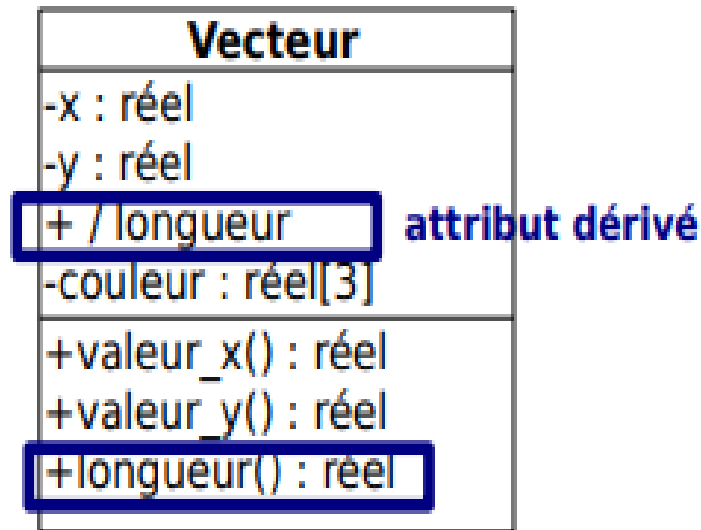 Vecteur
-x : réel
-y : réel
+ / longueur
attribut dérivé
-couleur : réel[3]
+valeur_x() : réel
+valeur_y() : réel
+longueur() : réel